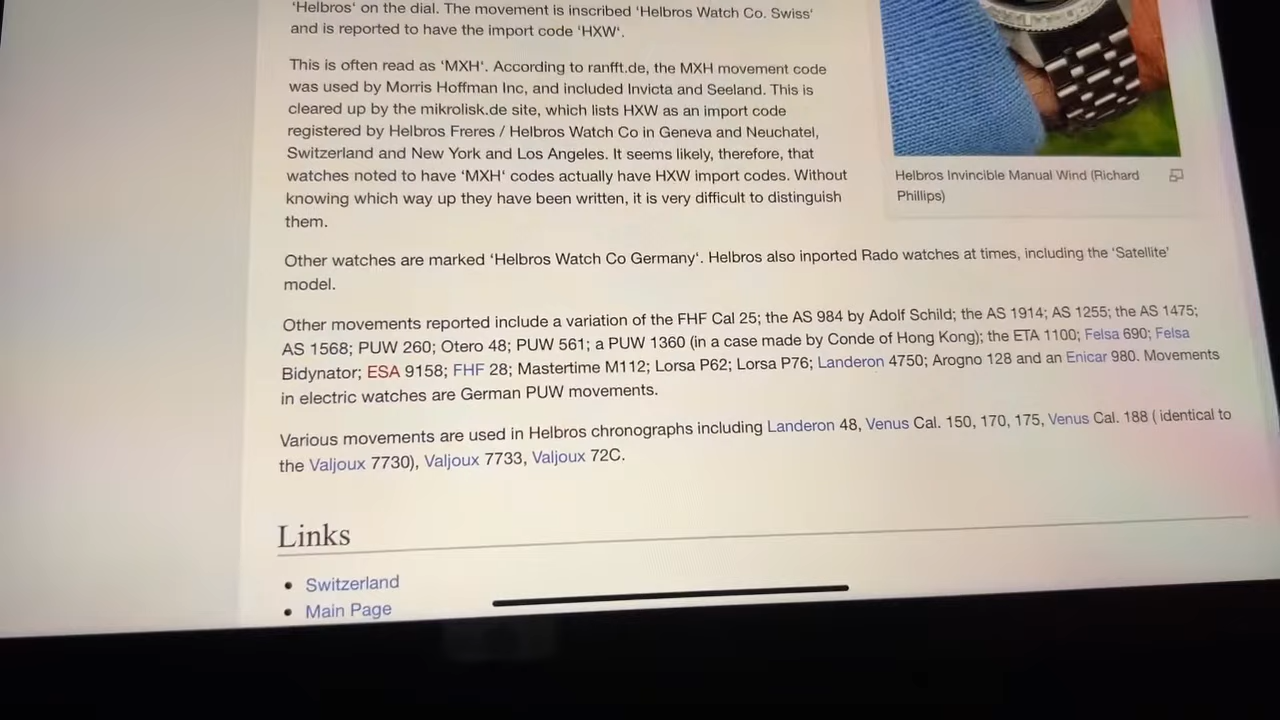 'Helbros' on the dial. The movement is inscribed 'Helbros Watch Co. Swiss'
and is reported to have the import code 'HXW'.
This is often read as 'MXH'. According to ranfft.de, the MXH movement code
was used by Morris Hoffman Inc, and included Invicta and Seeland. This is
cleared up by the mikrolisk.de site, which lists HXW as an import code
registered by Helbros Freres / Helbros Watch Co in Geneva and Neuchatel,
Switzerland and New York and Los Angeles. It seems likely, therefore, that
watches noted to have 'MXH' codes actually have HXW import codes. Without
knowing which way up they have been written, it is very difficult to distinguish
them.
Helbros Invincible Manual Wind (Richard
Phillips)
Other watches are marked 'Helbros Watch Co Germany'. Helbros also inported Rado watches at times, including the 'Satellite'
model.
Other movements reported include a variation of the FHF Cal 25; the AS 984 by Adolf Schild; the AS 1914; AS 1255; the AS 1475;
AS 1568; PUW 260; Otero 48; PUW 561; a PUW 1360 (in a case made by Conde of Hong Kong); the ETA 1100; Felsa 690; Felsa
Bidynator; ESA 9158; FHF 28; Mastertime M112; Lorsa P62; Lorsa P76; Landeron 4750; Arogno 128 and an Enicar 980. Movements
in electric watches are German PUW movements.
Various movements are used in Helbros chronographs including Landeron 48, Venus Cal. 150, 170, 175, Venus Cal. 188 ( identical to
the Valjoux 7730), Valjoux 7733, Valjoux 72C.
Links
• Switzerland
• Main Page